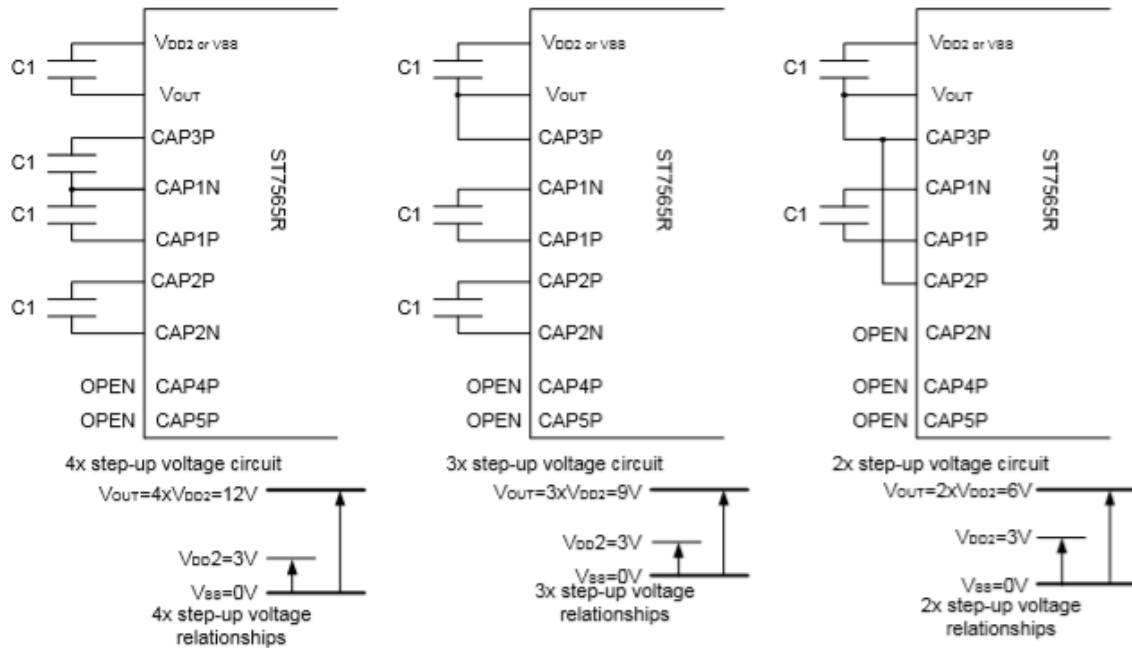 VDD2 or VSS
C1
VOUT
CAP3P
C1
CAP1N
C1
CAP1P
CAP2P
C1
CAP2N
OPEN CAP4P
OPEN CAP5P
ST7565R
4x step-up voltage circuit
VOUT=4xVDD2=12V
VDD2=3V
VSS=0V
4x step-up voltage
relationships
VDD2 or VSS
C1
VOUT
CAP3P
CAP1N
C1
CAP1P
CAP2P
C1
CAP2N
OPEN CAP4P
OPEN CAP5P
ST7565R
3x step-up voltage circuit
VOUT=3xVDD2=9V
VDD2=3V
VSS=0V
3x step-up voltage
relationships
VDD2 or VSS
C1
VOUT
CAP3P
CAP1N
C1
CAP1P
CAP2P
OPEN CAP2N
OPEN CAP4P
OPEN CAP5P
ST7565R
2x step-up voltage circuit
VOUT=2xVDD2=6V
VDD2=3V
VSS=0V
2x step-up voltage
relationships